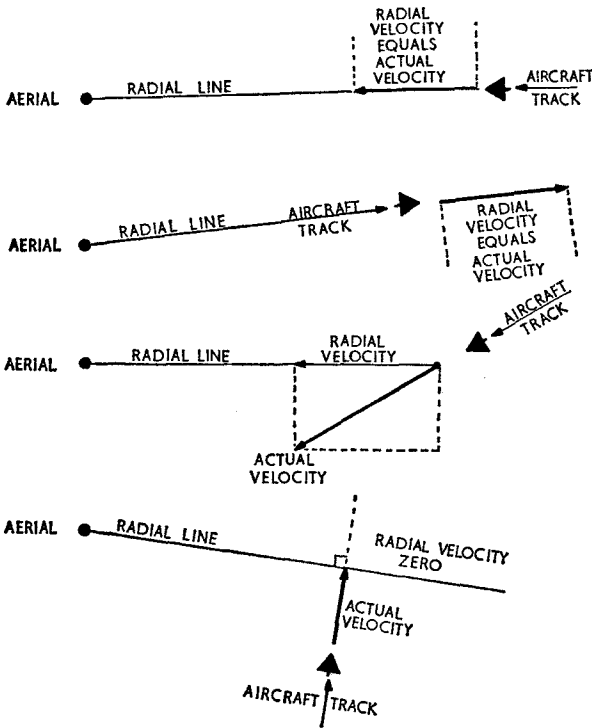 RADIAL
VELOCITY
EQUALS
ACTUAL
VELOCITY
AERIAL
RADIAL LINE
AIRCRAFT
TRACK
AERIAL
RADIAL LINE
AIRCRAFT
TRACK
RADIAL
VELOCITY
EQUALS
ACTUAL
VELOCITY
AIRCRAFT
TRACK
AERIAL
RADIAL LINE
RADIAL
VELOCITY
ACTUAL
VELOCITY
AERIAL
RADIAL LINE
RADIAL VELOCITY
ZERO
ACTUAL
VELOCITY
AIRCRAFT TRACK